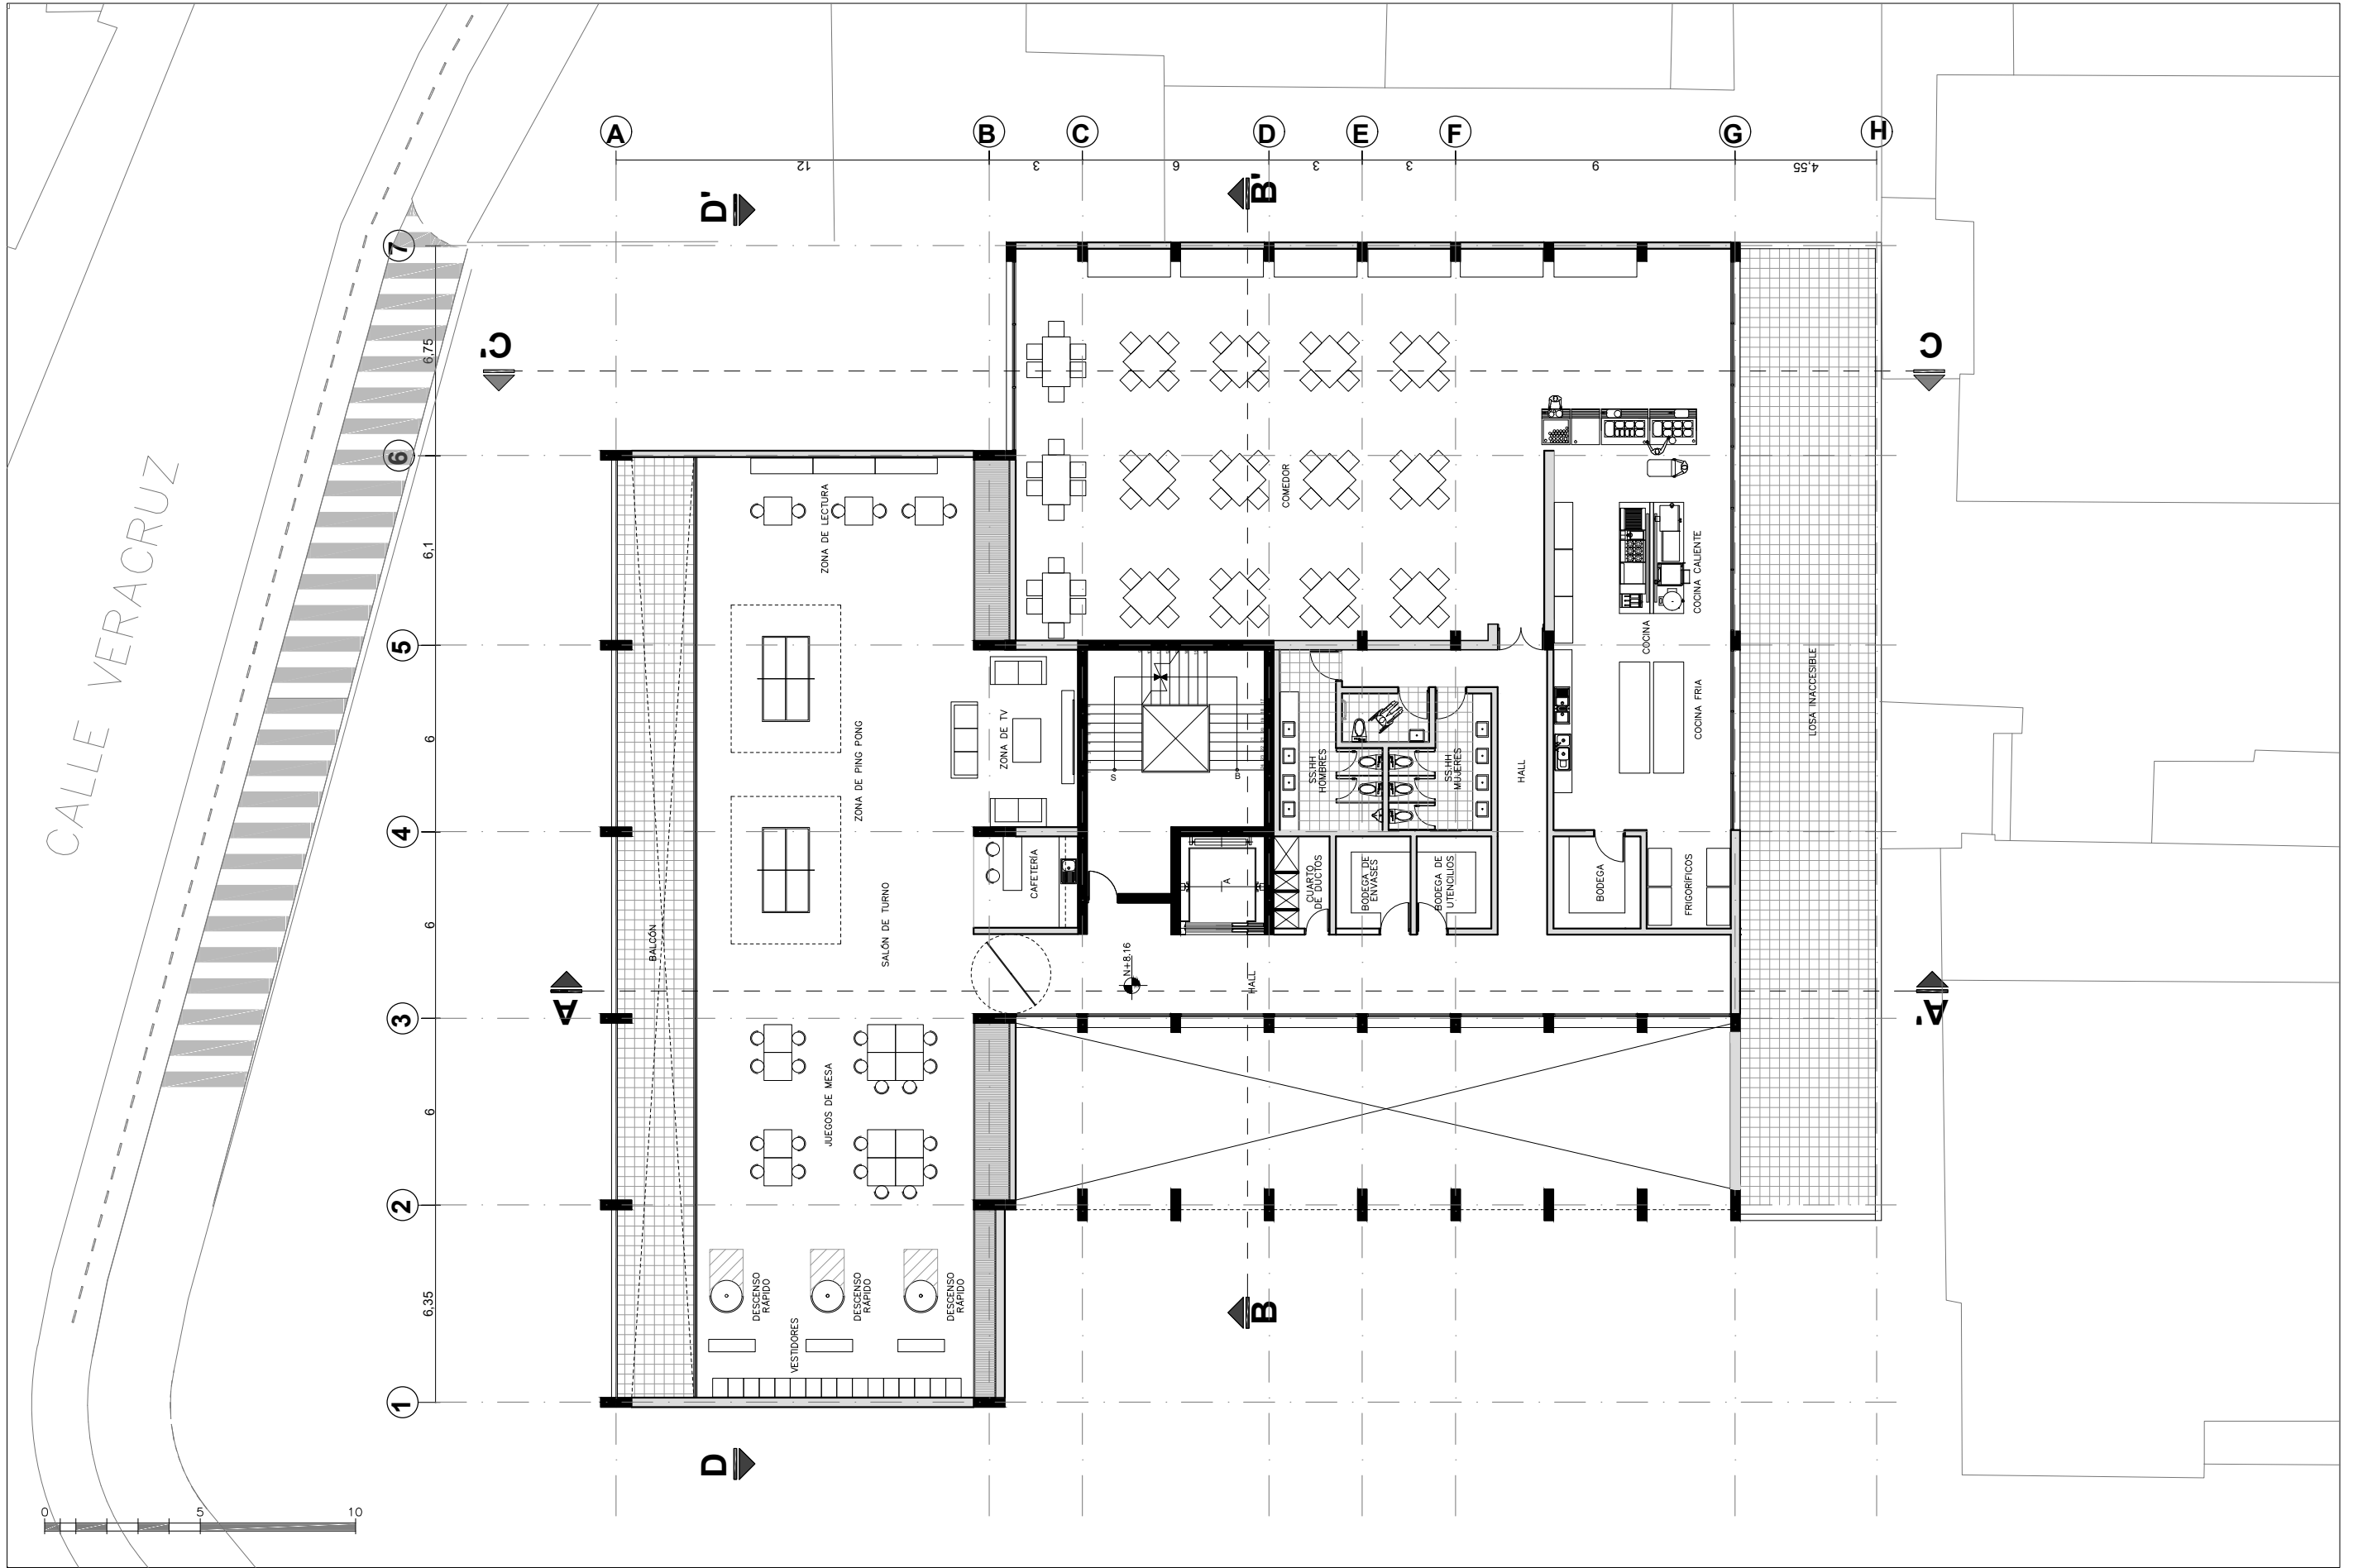 A
B
C
D
E
F
G
H
12
3
6
3
3
9
4,55
D'
B'
7
6,75
C'
C
6
6,1
5
6
4
6
3
6
2
6,35
1
CALLE VERACRUZ
ZONA DE LECTURA
COMEDOR
COCINA CALIENTE
COCINA
COCINA FRIA
LOSA INACCESIBLE
ZONA DE PING PONG
ZONA DE TV
S
B
SS.HH
HOMBRES
SS.HH
MUJERES
HALL
CAFETERÍA
A
CUARTO
DE DUCTOS
BODEGA DE
ENVASES
BODEGA DE
UTENCILIOS
BODEGA
FRIGORÍFICOS
BALCÓN
SALÓN DE TURNO
N+8.16
HALL
A
A'
JUEGOS DE MESA
DESCENSO
RÁPIDO
DESCENSO
RÁPIDO
DESCENSO
RÁPIDO
VESTIDORES
B
D
0 5 10